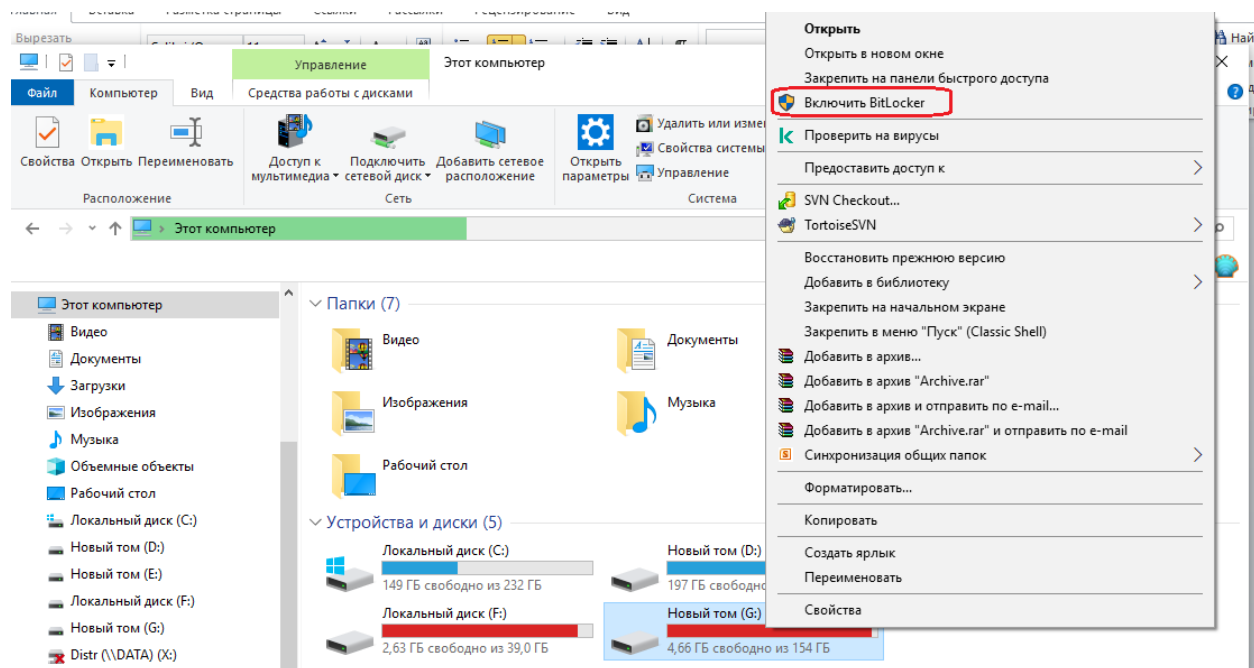 Вырезать
Най
Управление
Этот компьютер
Файл
Компьютер
Вид
Средства работы с дисками
Свойства
Открыть
Переименовать
Доступ к мультимедиа
Подключить сетевой диск
Добавить сетевое расположение
Открыть параметры
Удалить или
Свойства системы
Управление
Расположение
Сеть
Система
Этот компьютер
Этот компьютер
Видео
Документы
Загрузки
Изображения
Музыка
Объемные объекты
Рабочий стол
Локальный диск (C:)
Новый том (D:)
Новый том (E:)
Локальный диск (F:)
Новый том (G:)
Distr (\\DATA) (X:)
Папки (7)
Видео
Документы
Изображения
Музыка
Рабочий стол
Устройства и диски (5)
Локальный диск (C:)
149 ГБ свободно из 232 ГБ
Новый том (D:)
197 ГБ
Локальный диск (F:)
2,63 ГБ свободно из 39,0 ГБ
Новый том (G:)
4,66 ГБ свободно из 154 ГБ
Открыть
Открыть в новом окне
Закрепить на панели быстрого доступа
Включить BitLocker
Проверить на вирусы
Предоставить доступ к
SVN Checkout...
TortoiseSVN
Восстановить прежнюю версию
Добавить в библиотеку
Закрепить на начальном экране
Закрепить в меню "Пуск" (Classic Shell)
Добавить в архив...
Добавить в архив "Archive.rar"
Добавить в архив и отправить по e-mail...
Добавить в архив "Archive.rar" и отправить по e-mail
Синхронизация общих папок
Форматировать...
Копировать
Создать ярлык
Переименовать
Свойства